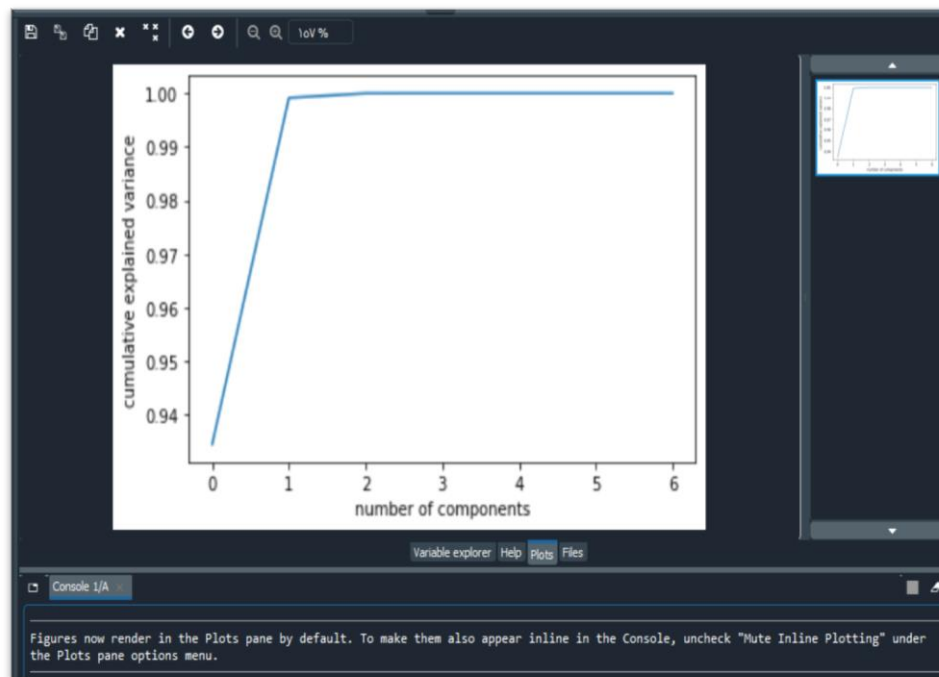 ١٥٧ %
1.00
0.99
0.98
0.97
0.96
0.95
0.94
cumulative explained variance
0 1 2 3 4 5 6
number of components
Variable explorer Help Plots Files
Console 1/A
Figures now render in the Plots pane by default. To make them also appear inline in the Console, uncheck "Mute Inline Plotting" under
the Plots pane options menu.